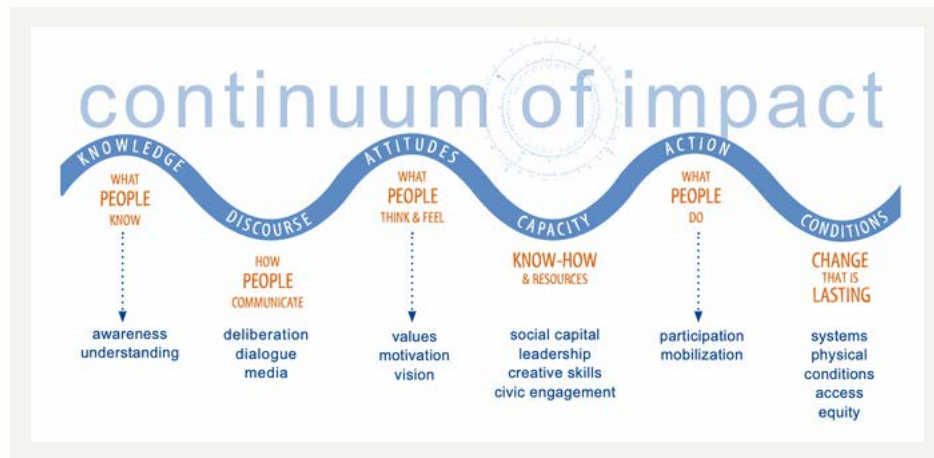 continuum of impact
KNOWLEDGE
WHAT
PEOPLE
KNOW
awareness
understanding
DISCOURSE
HOW
PEOPLE
COMMUNICATE
deliberation
dialogue
media
ATTITUDES
WHAT
PEOPLE
THINK & FEEL
values
motivation
vision
CAPACITY
KNOW-HOW
& RESOURCES
social capital
leadership
creative skills
civic engagement
ACTION
WHAT
PEOPLE
DO
participation
mobilization
CONDITIONS
CHANGE
THAT IS
LASTING
systems
physical
conditions
access
equity